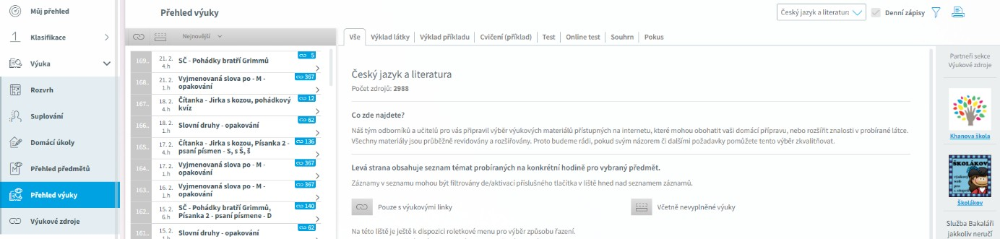 Můj přehled
Klasifikace
Výuka
Rozvrh
Suplování
Domácí úkoly
Přehled předmětů
Přehled výuky
Výukové zdroje
Přehled výuky
Český jazyk a literatur
Denní zápisy
Nejnovější
169..
21. 2.
4.h
SČ - Pohádky bratří Grimmů
5
168..
21. 2.
1.h
Vyjmenovaná slova po - M -
opakování
367
167..
18. 2.
4.h
Čítanka - Jirka s kozou, pohádkový
kvíz
12
166..
18. 2.
1.h
Slovní druhy - opakování
62
165..
17. 2.
4.h
Čítanka - Jirka s kozou, Písanka 2 -
psaní písmen - S, s Š, š
136
164..
17. 2.
1.h
Vyjmenovaná slova po - M -
opakování
367
163..
16. 2.
1.h
Vyjmenovaná slova po - M -
opakování
367
162..
15. 2.
6.h
SČ - Pohádky bratří Grimmů,
Písanka 2 - psaní písmene - D
140
161..
15. 2.
1.h
Slovní druhy - opakování
62
Vše
Výklad látky
Výklad příkladu
Cvičení (příklad)
Test
Online test
Souhrn
Pokus
Český jazyk a literatura
Počet zdrojů: 2988
Co zde najdete?
Náš tým odborníků a učitelů pro vás připravil výběr výukových materiálů přístupných na internetu, které mohou obohatit vaši domácí přípravu, nebo rozšířit znalosti v probírané látce.
Všechny materiály jsou průběžně revidovány a rozšiřovány. Proto budeme rádi, pokud svým názorem či dalšími požadavky pomůžete tento výběr zkvalitňovat.
Levá strana obsahuje seznam témat probíraných na konkrétní hodině pro vybraný předmět.
Záznamy v seznamu mohou být filtrovány de/aktivací příslušného tlačítka v liště hned nad seznamem záznamů.
Pouze s výukovými linky
Včetně nevyplněné výuky
Na této liště je ještě k dispozici roletkové menu pro výběr způsobu řazení.
Partneři sekce
Výukové zdroje
Khanova škola
ŠKOLÁKOV
výukový
web
pro
1. stupeň
Školákov
Služba Bakaláři
jakkoliv neručí